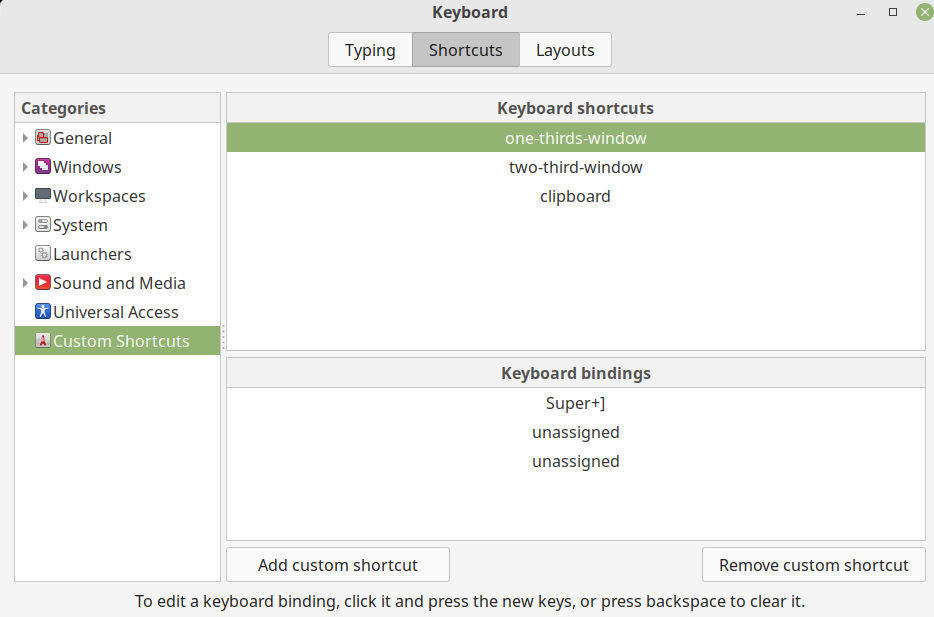 Keyboard
Typing
Shortcuts
Layouts
Categories
General
Windows
Workspaces
System
Launchers
Sound and Media
Universal Access
Custom Shortcuts
Keyboard shortcuts
one-thirds-window
two-third-window
clipboard
Keyboard bindings
Super+]
unassigned
unassigned
Add custom shortcut
Remove custom shortcut
To edit a keyboard binding, click it and press the new keys, or press backspace to clear it.